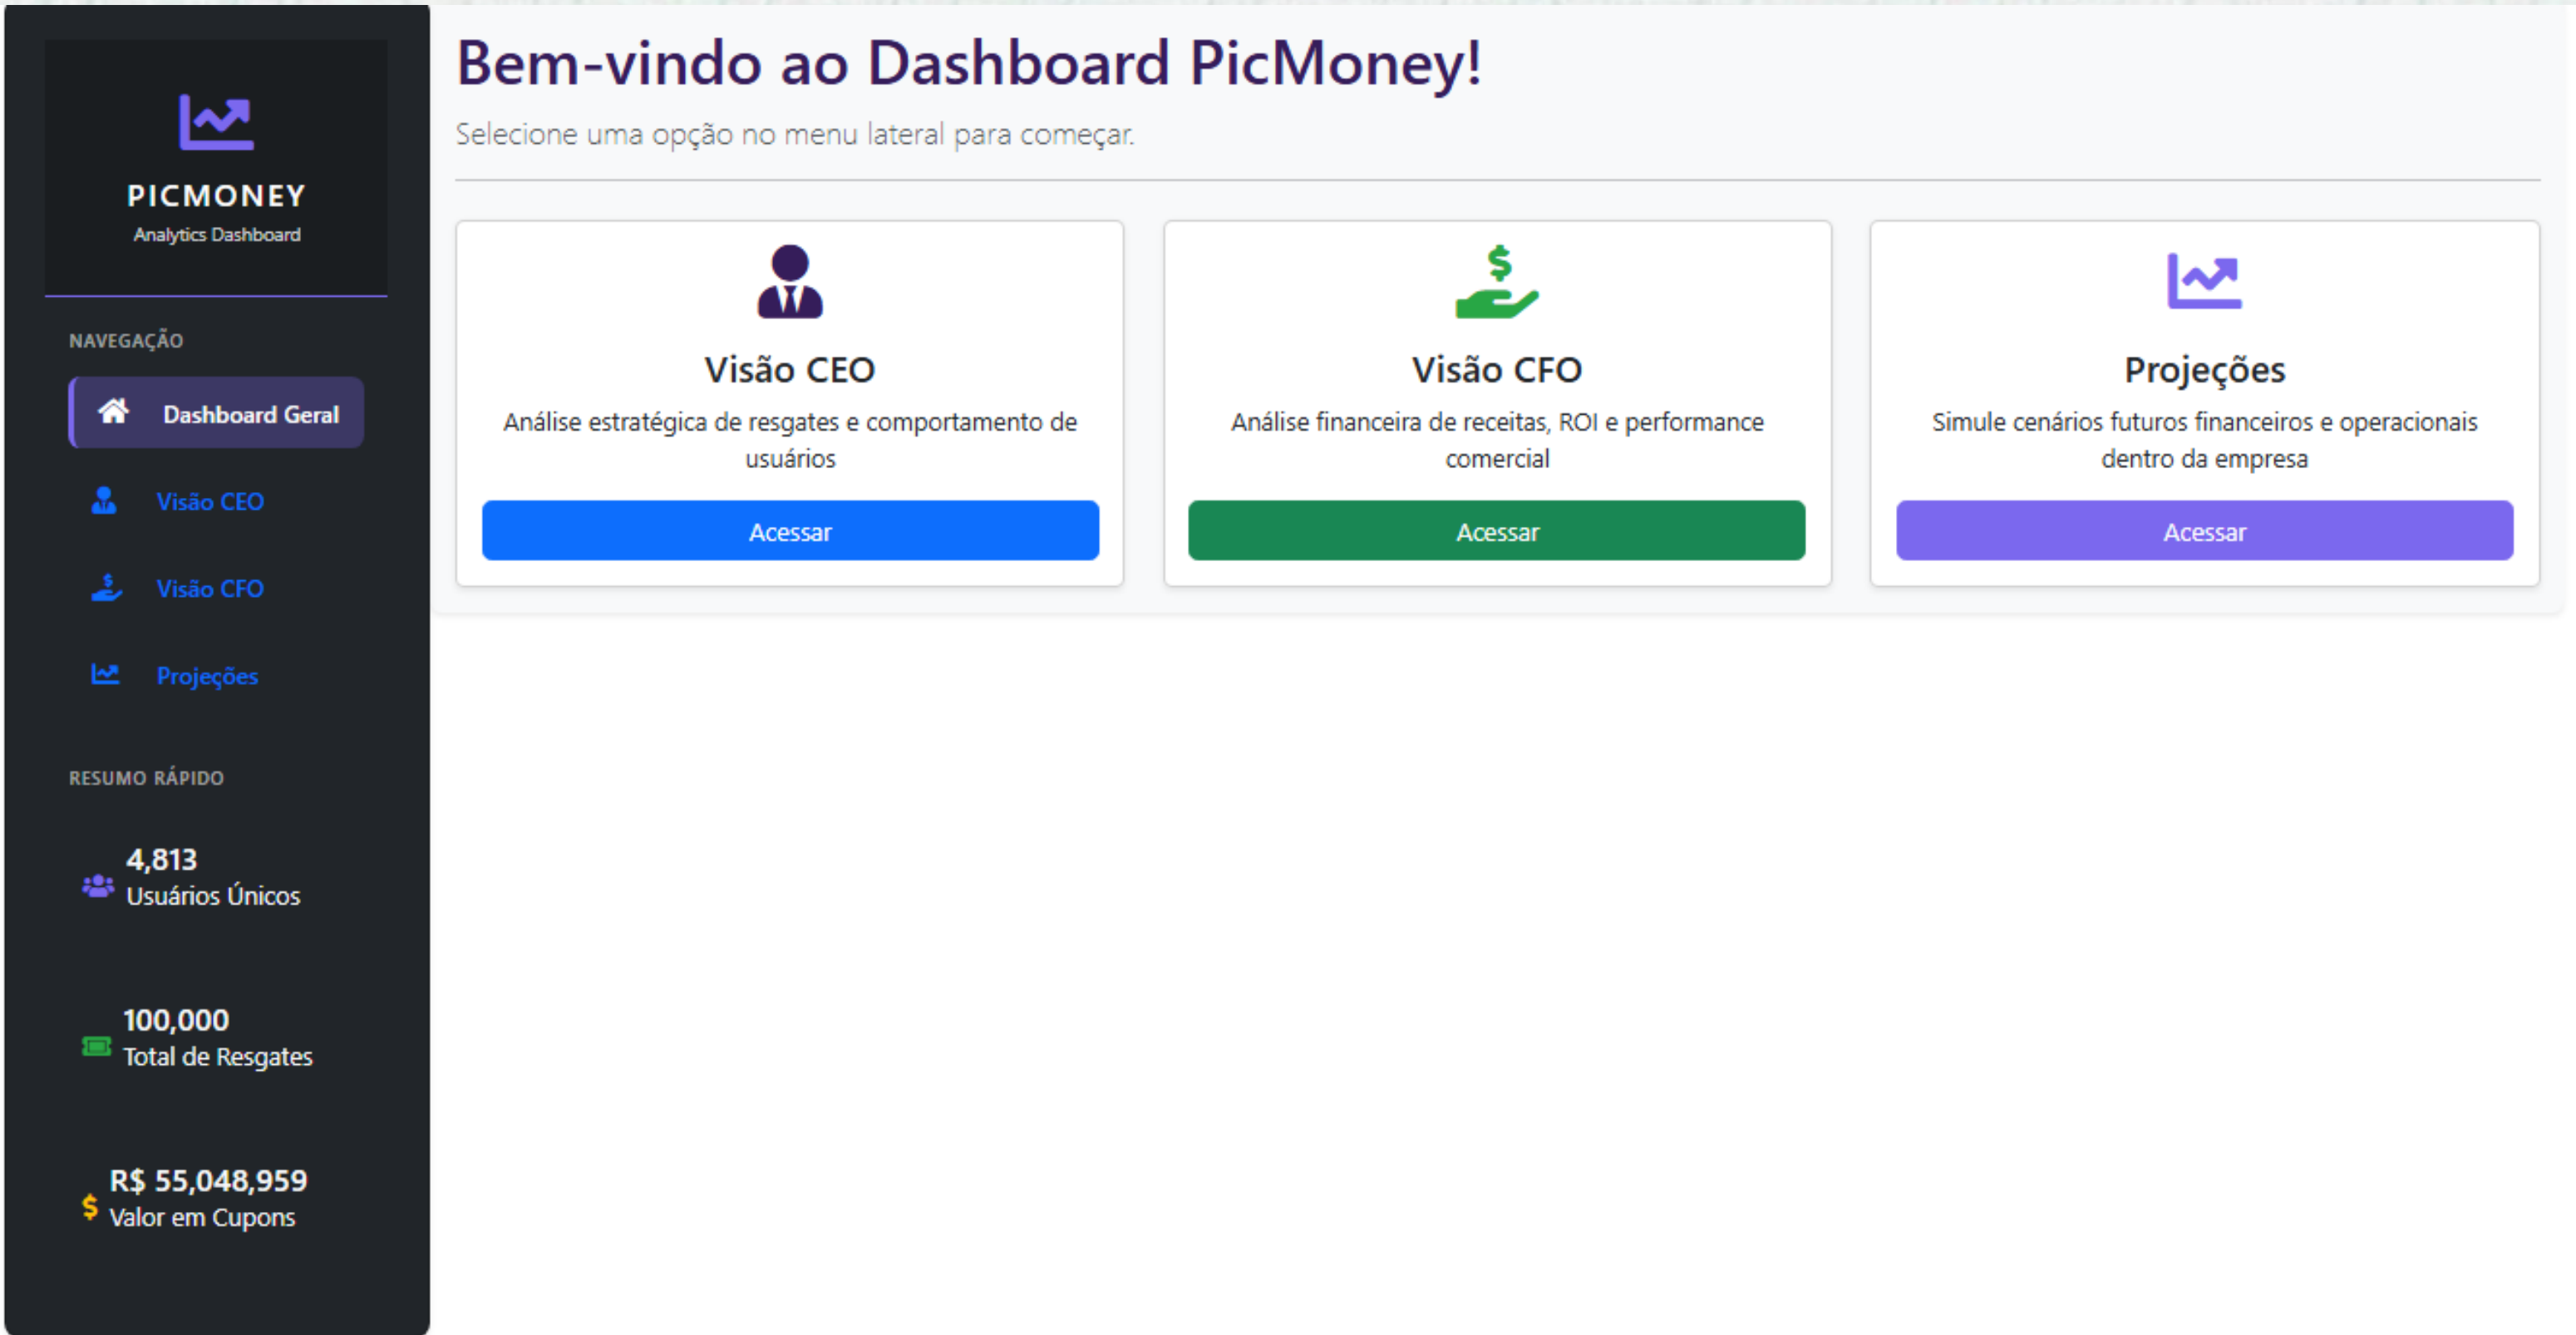 PICMONEY
Analytics Dashboard
NAVEGAÇÃO
Dashboard Geral
Visão CEO
Visão CFO
Projeções
RESUMO RÁPIDO
4,813
Usuários Únicos
100,000
Total de Resgates
R$ 55,048,959
Valor em Cupons
Bem-vindo ao Dashboard PicMoney!
Selecione uma opção no menu lateral para começar.
Visão CEO
Análise estratégica de resgates e comportamento de
usuários
Acessar
Visão CFO
Análise financeira de receitas, ROI e performance
comercial
Acessar
Projeções
Simule cenários futuros financeiros e operacionais
dentro da empresa
Acessar